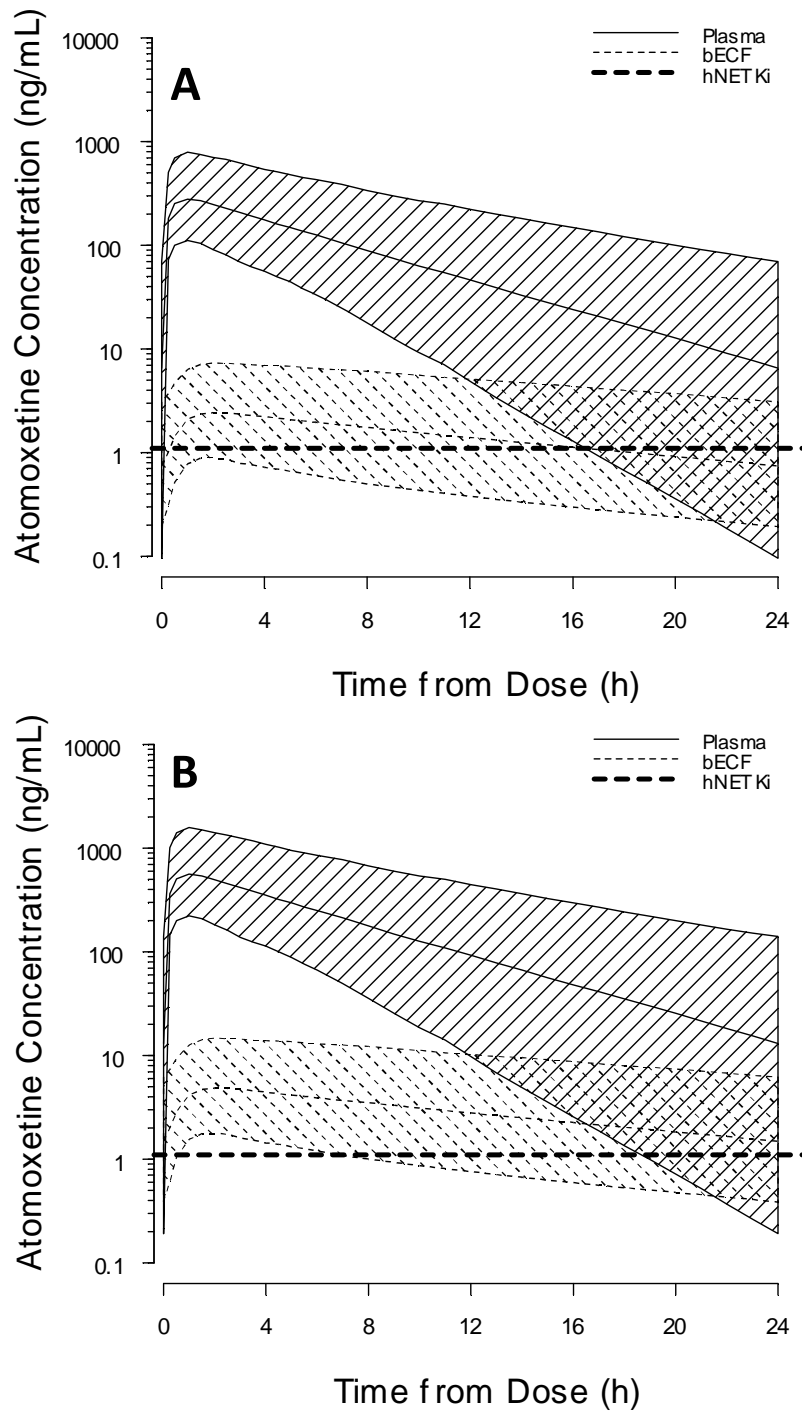 A
Plasma
bECF
hNET Ki
Atomoxetine Concentration (ng/mL)
10000
1000
100
10
1
0.1
0 4 8 12 16 20 24
Time from Dose (h)
B
Plasma
bECF
hNET Ki
Atomoxetine Concentration (ng/mL)
10000
1000
100
10
1
0.1
0 4 8 12 16 20 24
Time from Dose (h)